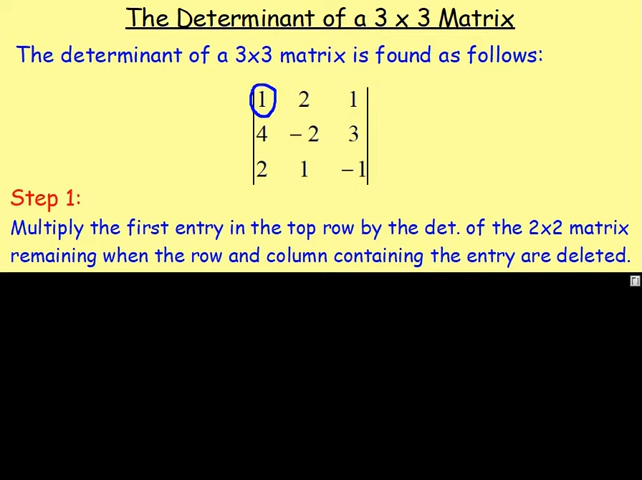 The Determinant of a 3 x 3 Matrix
The determinant of a 3x3 matrix is found as follows:
1 2 1
4 − 2 3
2 1 − 1
Step 1:
Multiply the first entry in the top row by the det. of the 2x2 matrix
remaining when the row and column containing the entry are deleted.